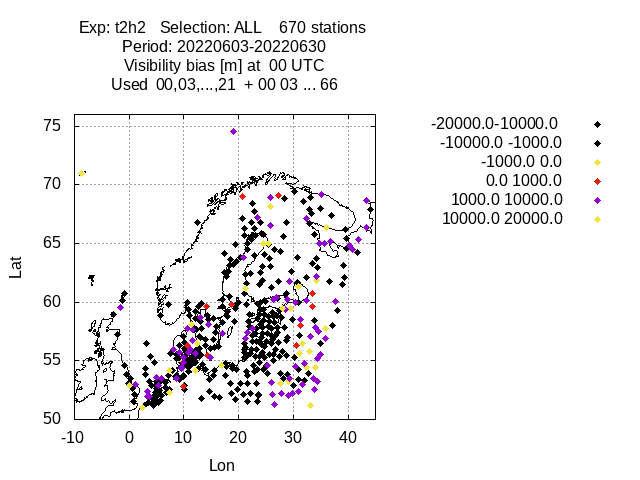 Exp: t2h2   Selection: ALL    670 stations
Period: 20220603-20220630
Visibility bias [m] at  00 UTC
Used  00,03,...,21  + 00 03 ... 66
-20000.0-10000.0
-10000.0 -1000.0
-1000.0 0.0
0.0 1000.0
1000.0 10000.0
10000.0 20000.0
75
70
65
60
55
50
Lat
-10 0 10 20 30 40
Lon